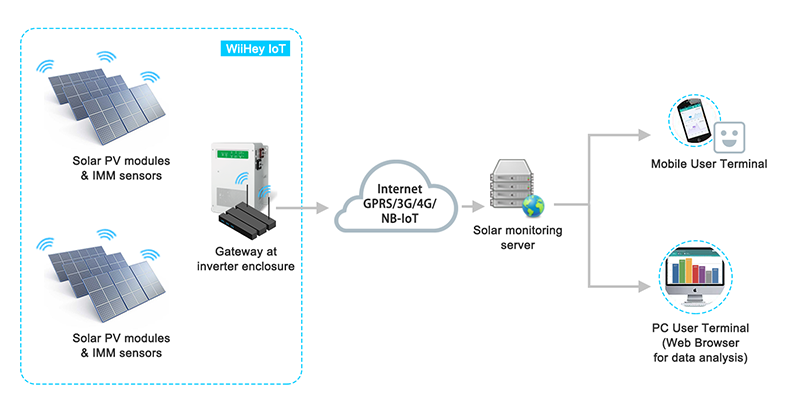 WiiHey IoT
Solar PV modules
& IMM sensors
Gateway at
inverter enclosure
Solar PV modules
& IMM sensors
Internet
GPRS/3G/4G/
NB-IoT
Solar monitoring
server
Mobile User Terminal
PC User Terminal
(Web Browser
for data analysis)